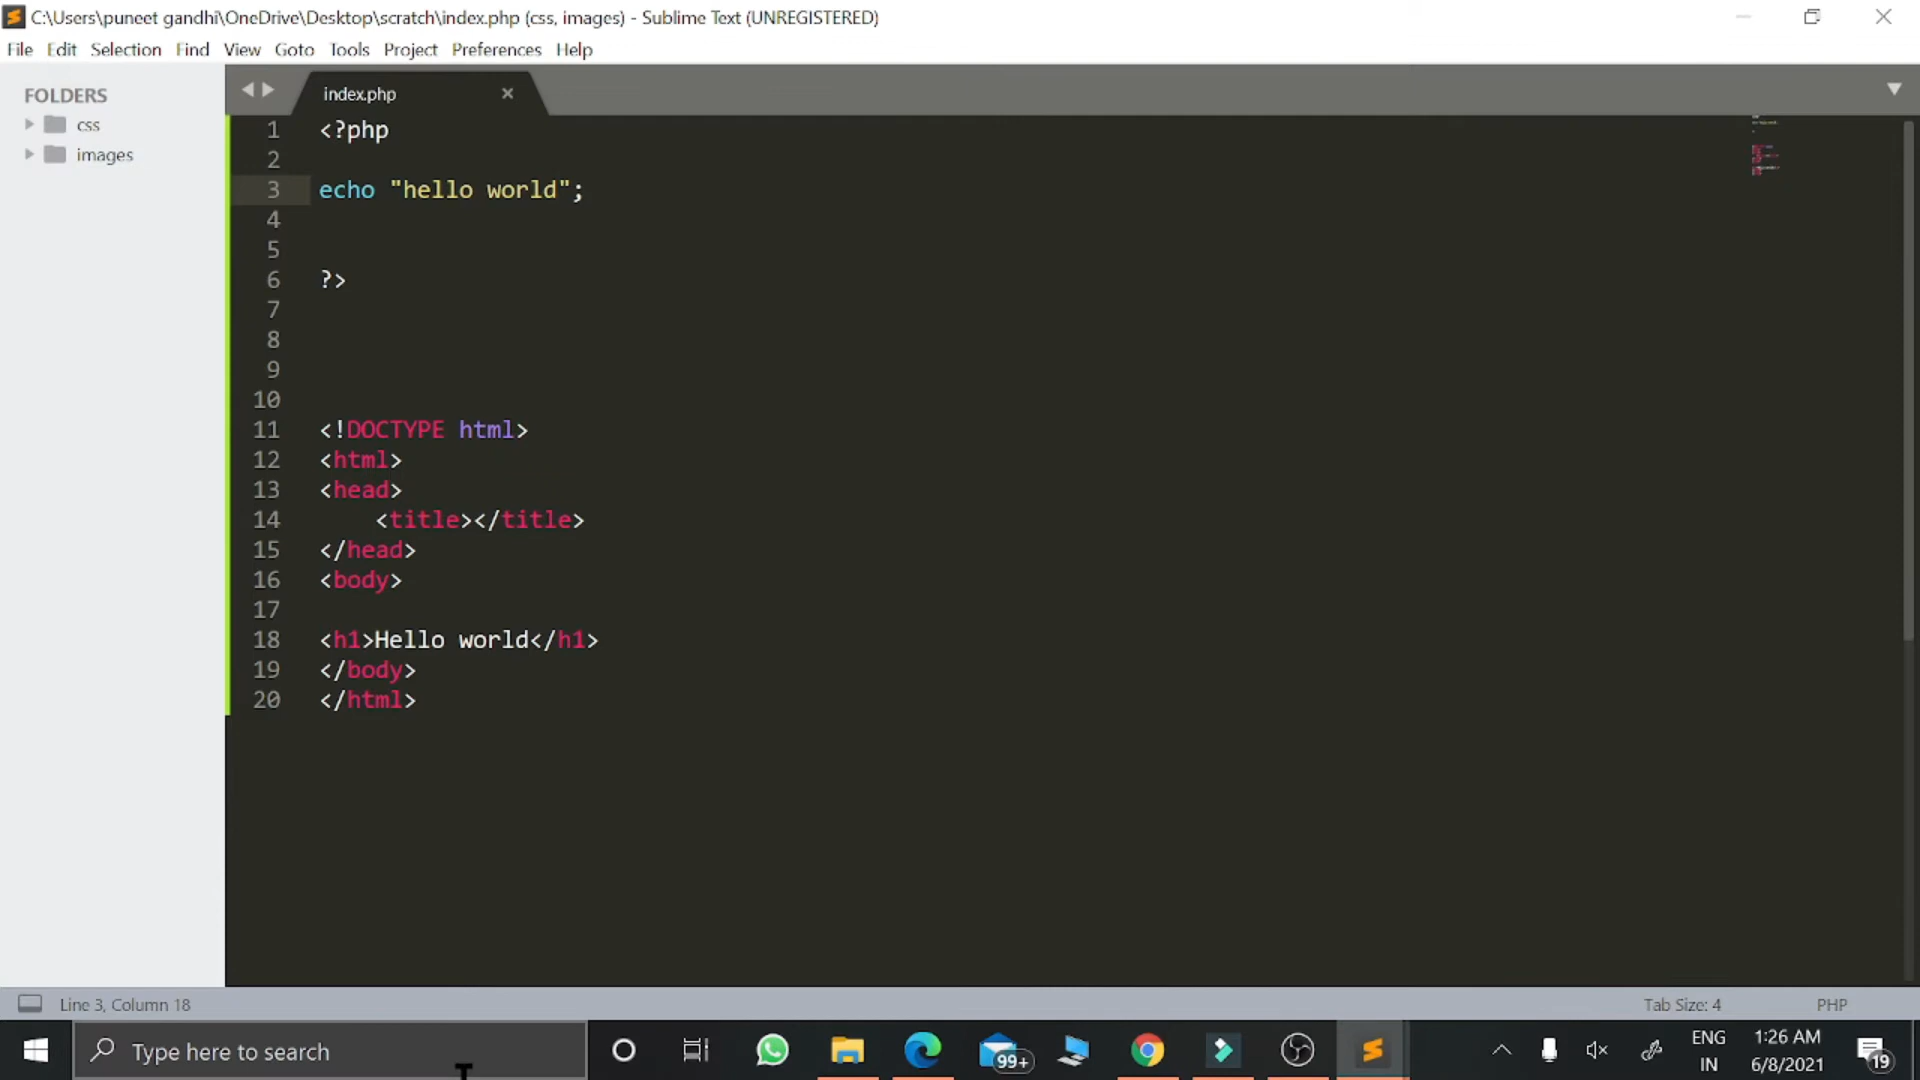 C:\Users\puneet gandhi\OneDrive\Desktop\scratch\index.php (css, images) - Sublime Text (UNREGISTERED)
File Edit Selection Find View Goto Tools Project Preferences Help
FOLDERS
css
images
index.php
1 <?php
2
3 echo "hello world";
4
5
6 ?>
7
8
9
10
11 <!DOCTYPE html>
12 <html>
13 <head>
14 <title></title>
15 </head>
16 <body>
17
18 <h1>Hello world</h1>
19 </body>
20 </html>
Line 3, Column 18
Tab Size: 4
PHP
Type here to search
99+
ENG
IN
1:26 AM
6/8/2021
19